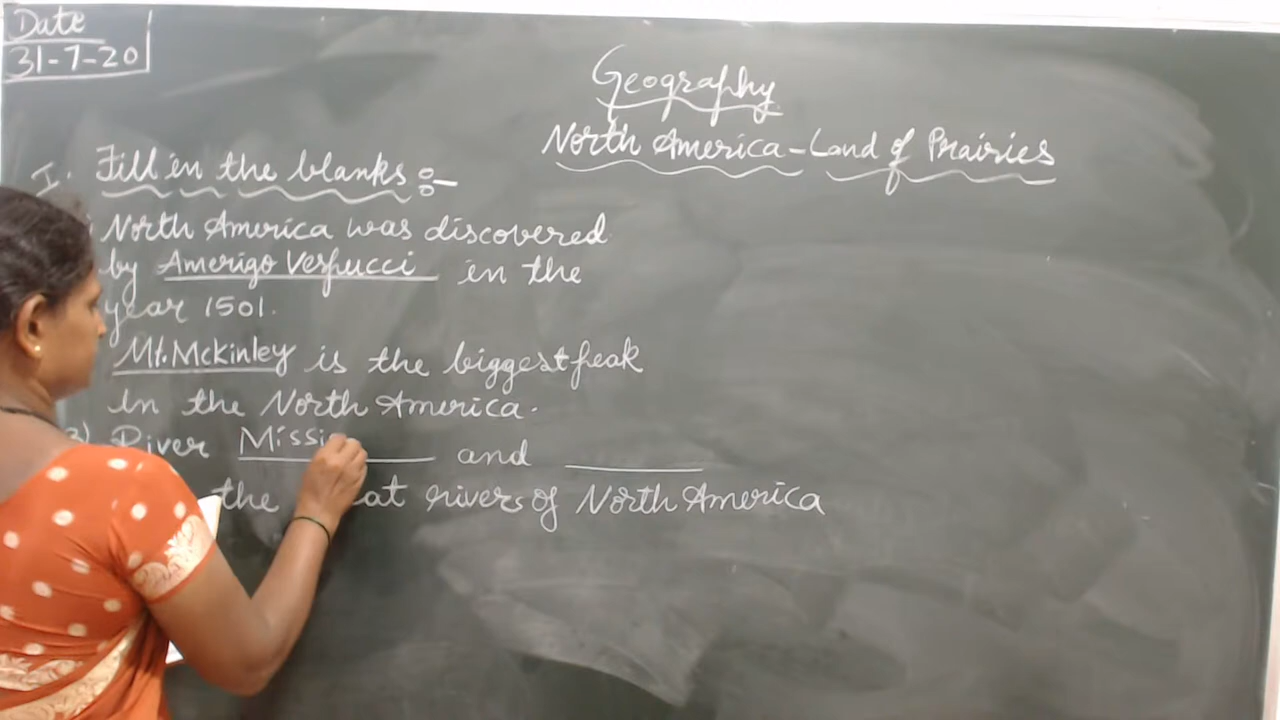 Date
31-7-20
Geography
North America - Land of Prairies
I. Fill in the blanks :-
North America was discovered
by Amerigo Vespucci in the
year 1501.
Mt. Mckinley is the biggest peak
in the North America.
3) River Missi and ______
the rivers of North America